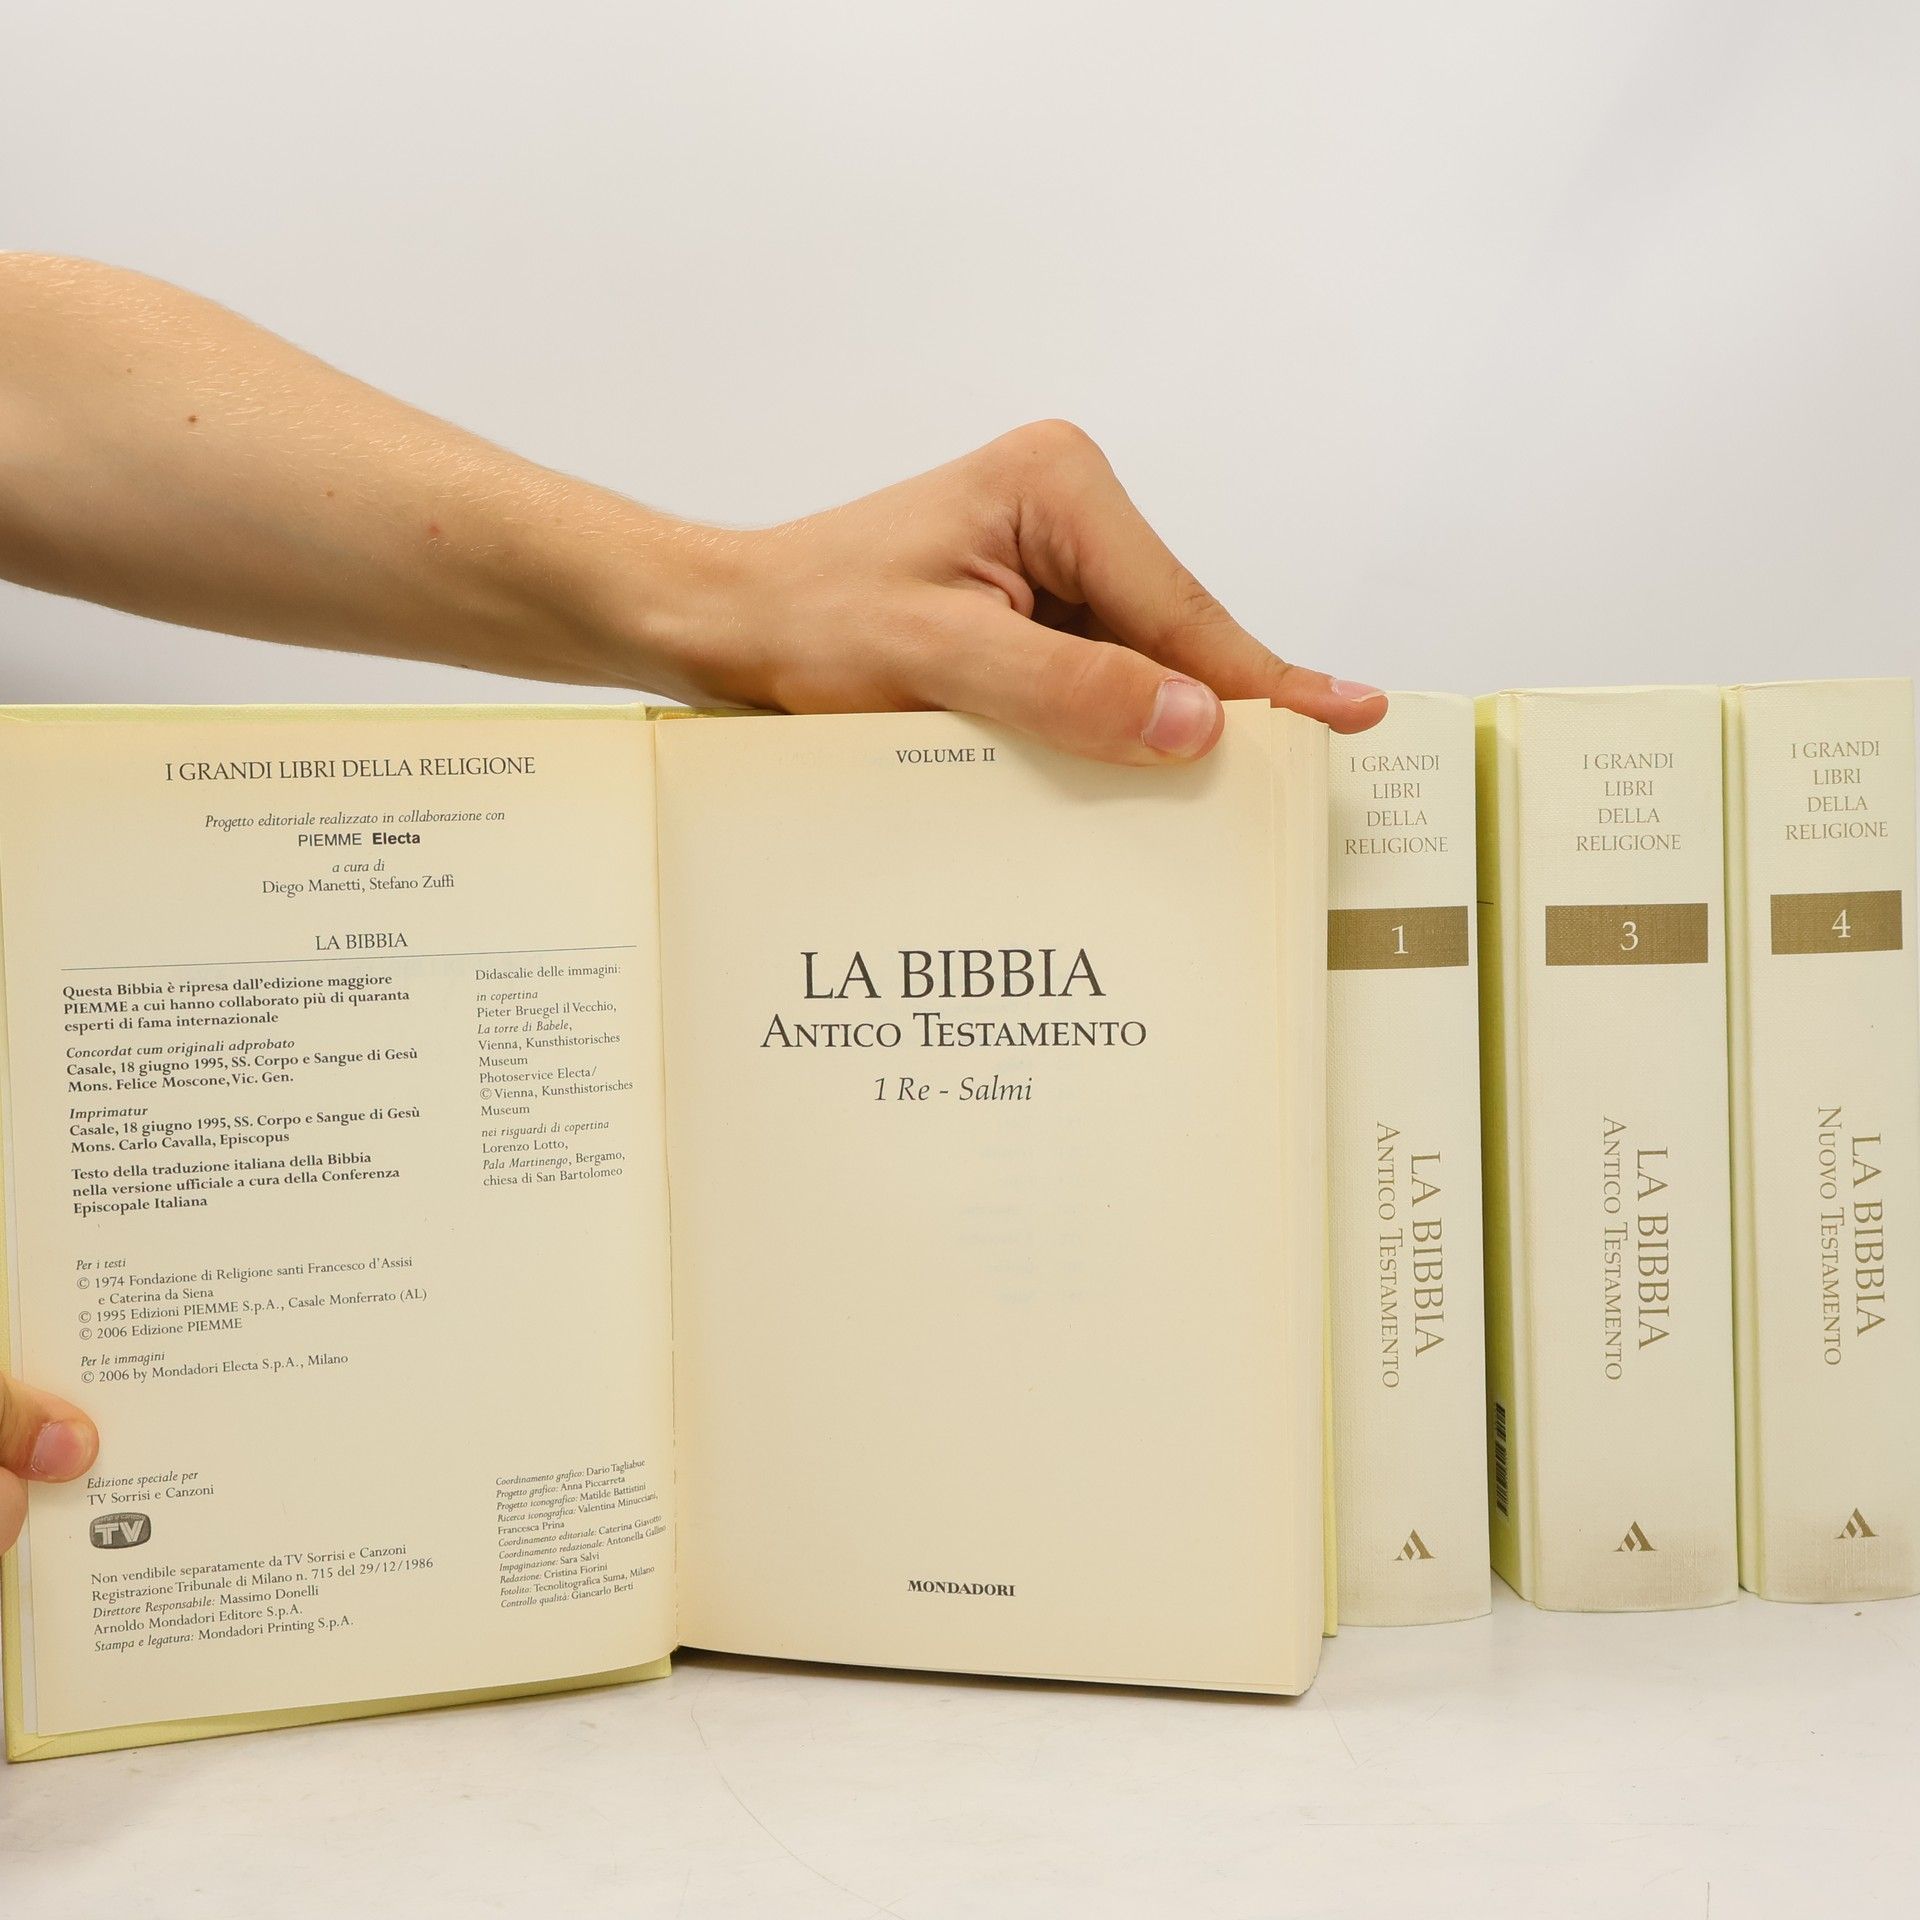 I GRANDI LIBRI DELLA RELIGIONE
Progetto editoriale realizzato in collaborazione con
PIEMME Electa
a cura di
Diego Manetti, Stefano Zuffi
LA BIBBIA
Questa Bibbia è ripresa dall'edizione maggiore
PIEMME a cui hanno collaborato più di quaranta
esperti di fama internazionale
Concordat cum originali adprobato
Casale, 18 giugno 1995, SS. Corpo e Sangue di Gesù
Mons. Felice Moscone, Vic. Gen.
Imprimatur
Casale, 18 giugno 1995, SS. Corpo e Sangue di Gesù
Mons. Carlo Cavalla, Episcopus
Testo della traduzione italiana della Bibbia
nella versione ufficiale a cura della Conferenza
Episcopale Italiana
Didascalie delle immagini:
in copertina
Pieter Bruegel il Vecchio,
La torre di Babele,
Vienna, Kunsthistorisches
Museum
Photoservice Electa/
© Vienna, Kunsthistorisches
Museum
nei risguardi di copertina
Lorenzo Lotto,
Pala Martinengo, Bergamo,
chiesa di San Bartolomeo
Per i testi
© 1974 Fondazione di Religione santi Francesco d'Assisi
e Caterina da Siena
© 1995 Edizioni PIEMME S.p.A., Casale Monferrato (AL)
© 2006 Edizione PIEMME
Per le immagini
© 2006 by Mondadori Electa S.p.A., Milano
Edizione speciale per
TV Sorrisi e Canzoni
TV
Non vendibile separatamente da TV Sorrisi e Canzoni
Registrazione Tribunale di Milano n. 715 del 29/12/1986
Direttore Responsabile: Massimo Donelli
Arnoldo Mondadori Editore S.p.A.
Stampa e legatura: Mondadori Printing S.p.A.
Coordinamento grafico: Dario Tagliabue
Progetto grafico: Anna Piccarreta
Progetto iconografico: Matilde Battistini
Ricerca iconografica: Valentina Minucciani,
Francesca Prina
Coordinamento editoriale: Caterina Giavotto
Coordinamento redazionale: Antonella Gallino
Impaginazione: Sara Salvi
Redazione: Cristina Fiorini
Fotolito: Tecnolitografica Suma, Milano
Controllo qualità: Giancarlo Berti
VOLUME II
LA BIBBIA
ANTICO TESTAMENTO
1 Re - Salmi
MONDADORI
I GRANDI
LIBRI
DELLA
RELIGIONE
1
LA BIBBIA
ANTICO TESTAMENTO
I GRANDI
LIBRI
DELLA
RELIGIONE
3
LA BIBBIA
ANTICO TESTAMENTO
I GRANDI
LIBRI
DELLA
RELIGIONE
4
LA BIBBIA
NUOVO TESTAMENTO